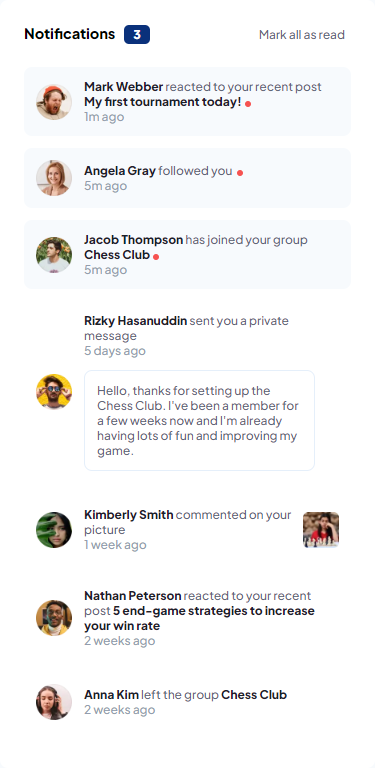 Notifications 3 Mark all as read
Mark Webber reacted to your recent post
My first tournament today!
1m ago
Angela Gray followed you
5m ago
Jacob Thompson has joined your group
Chess Club
5m ago
Rizky Hasanuddin sent you a private
message
5 days ago
Hello, thanks for setting up the
Chess Club. I've been a member for
a few weeks now and I'm already
having lots of fun and improving my
game.
Kimberly Smith commented on your
picture
1 week ago
Nathan Peterson reacted to your recent
post 5 end-game strategies to increase
your win rate
2 weeks ago
Anna Kim left the group Chess Club
2 weeks ago